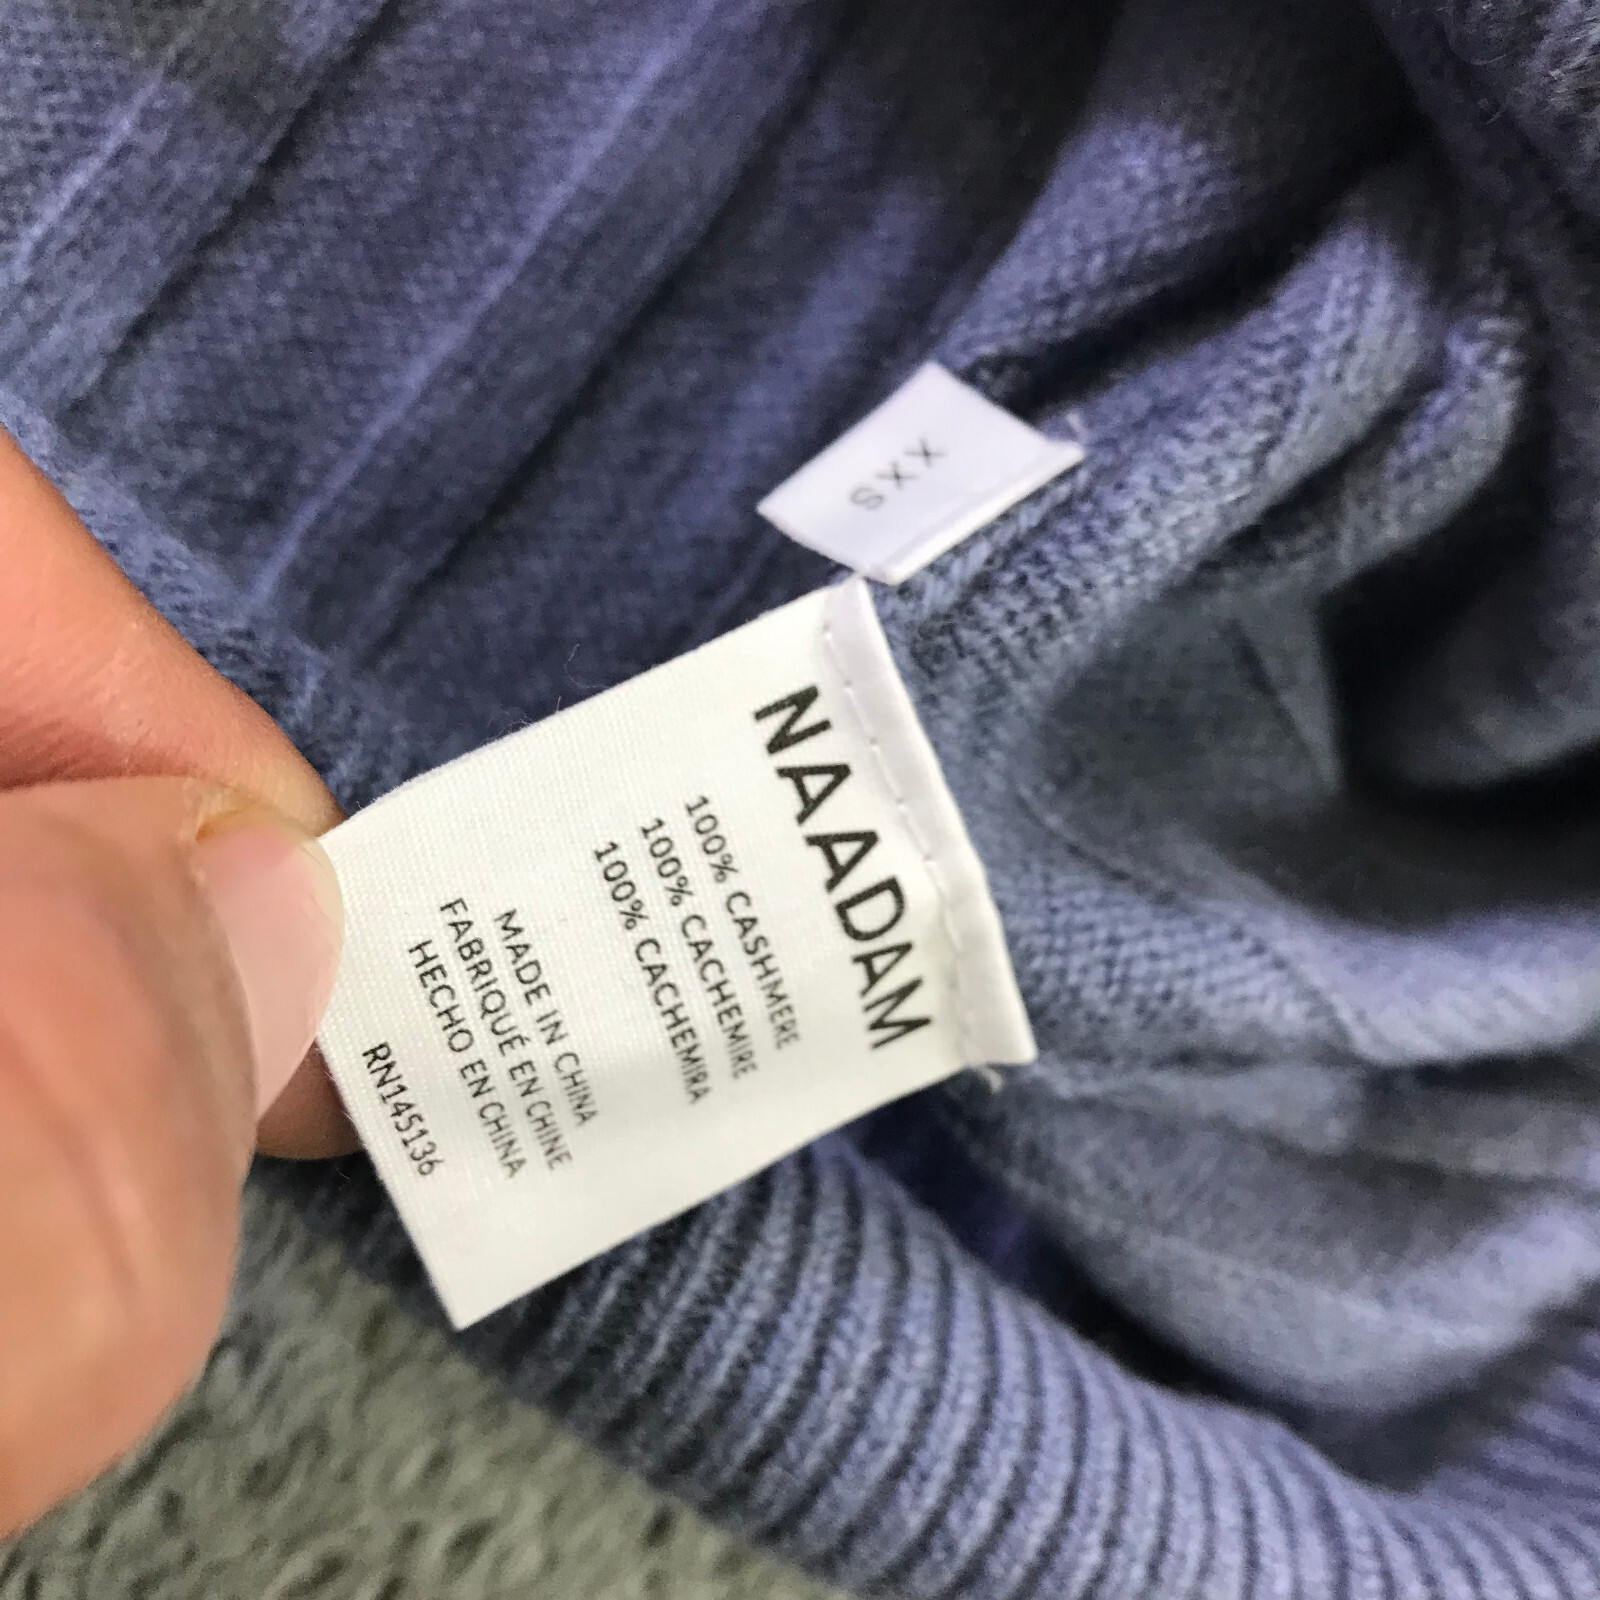 XXS
NAADAM
100% CASHMERE
100% CACHEMIRE
100% CACHEMIRA
MADE IN CHINA
FABRIQUÉ EN CHINE
HECHO EN CHINA
RN145136